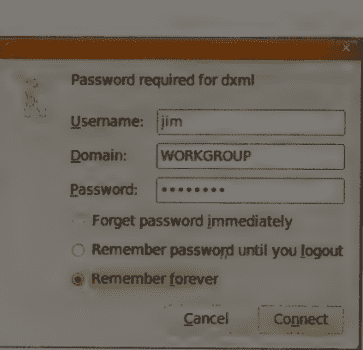 Password required for dxml
Username: jim
Domain: WORKGROUP
Password: ••••••••
Forget password immediately
Remember password until you logout
Remember forever
Cancel Connect